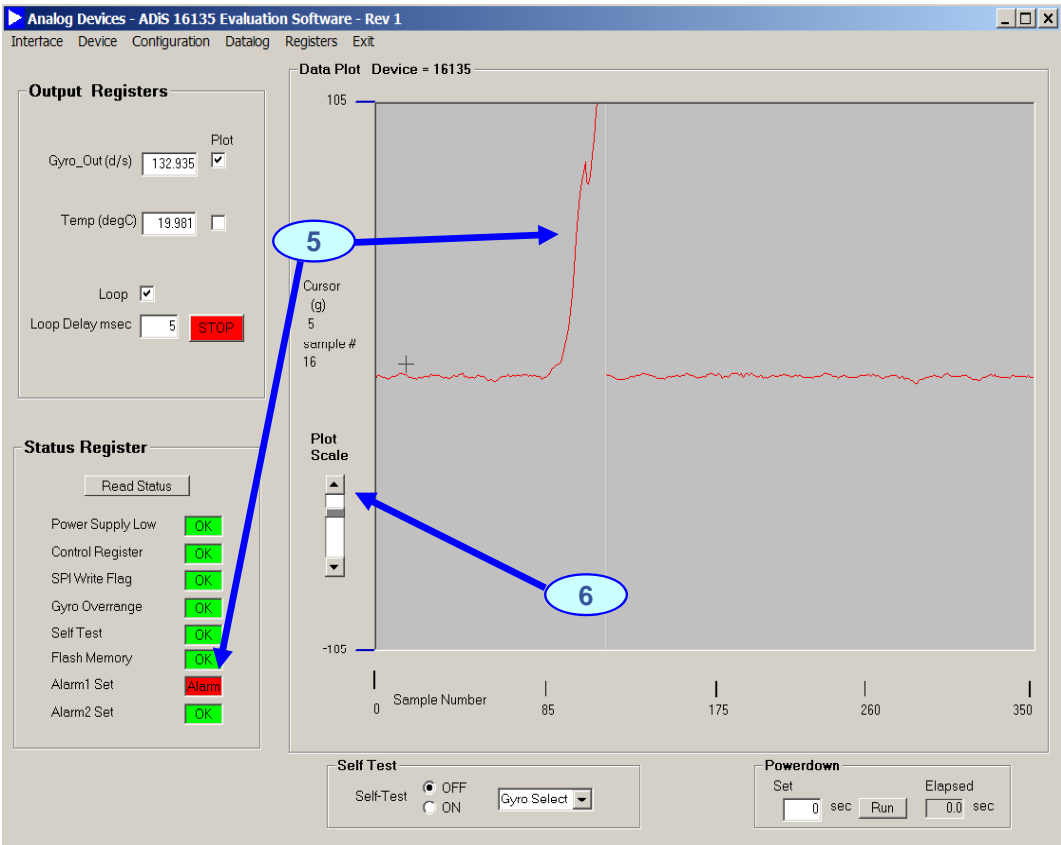 Analog Devices - ADiS 16135 Evaluation Software - Rev 1
Interface Device Configuration Datalog Registers Exit
Output Registers
Plot
Gyro_Out (d/s) 132.935
Temp (degC) 19.981
Loop
Loop Delay msec 5 STOP
Status Register
Read Status
Power Supply Low OK
Control Register OK
SPI Write Flag OK
Gyro Overrange OK
Self Test OK
Flash Memory OK
Alarm1 Set Alarm
Alarm2 Set OK
Data Plot Device = 16135
105
5
Cursor
(g)
5
sample #
16
Plot
Scale
6
-105
Sample Number
0 85 175 260 350
Self Test
Self-Test OFF
ON
Gyro Select
Powerdown
Set Elapsed
0 sec Run 0.0 sec